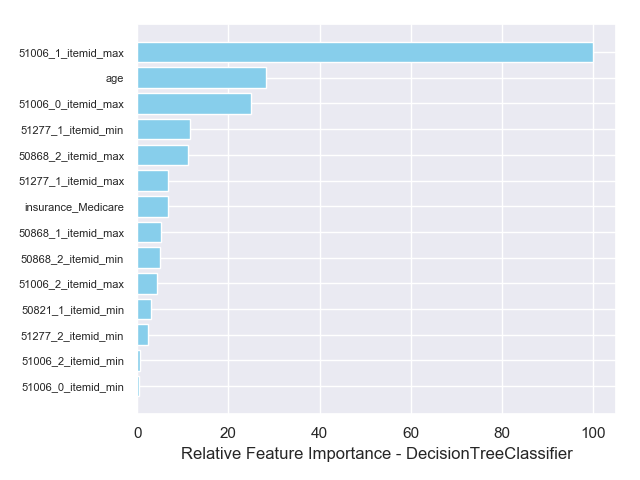 51006_1_itemid_max
age
51006_0_itemid_max
51277_1_itemid_min
50868_2_itemid_max
51277_1_itemid_max
insurance_Medicare
50868_1_itemid_max
50868_2_itemid_min
51006_2_itemid_max
50821_1_itemid_min
51277_2_itemid_min
51006_2_itemid_min
51006_0_itemid_min
0 20 40 60 80 100
Relative Feature Importance - DecisionTreeClassifier